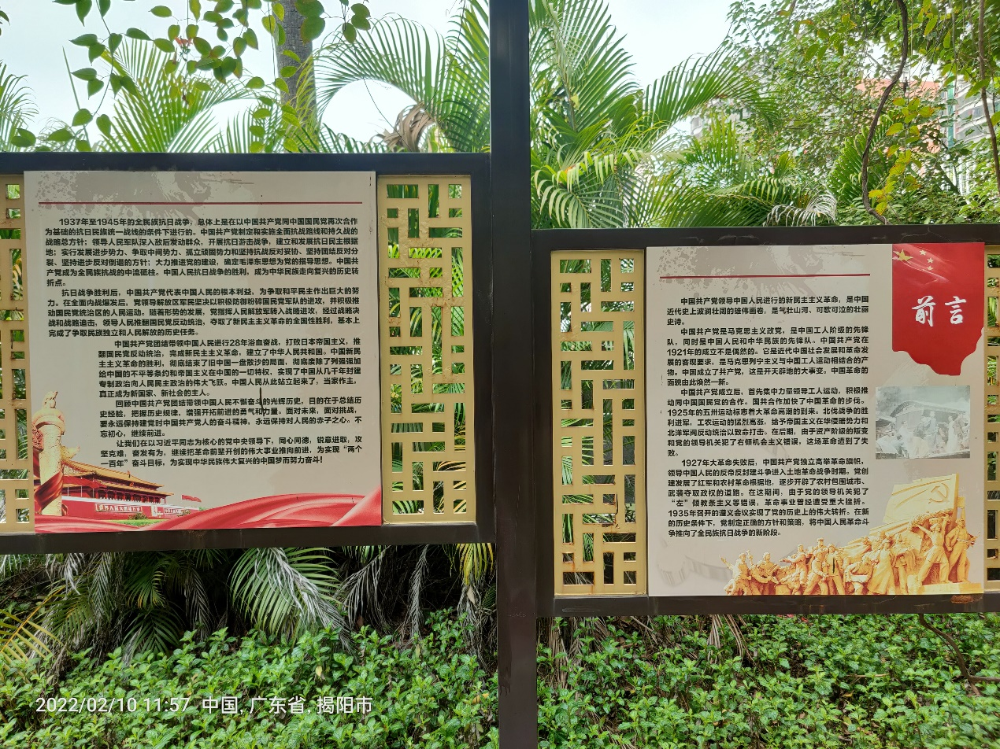 1937年至1945年的全民族抗日战争，总体上是在以中国共产党同中国国民党再次合作
为基础的抗日民族统一战线的条件下进行的。中国共产党制定和实施全面抗战路线和持久战的
战略总方针；领导人民军队深入敌后发动群众，开展抗日游击战争，建立和发展抗日民主根据
地；实行发展进步势力、争取中间势力、孤立顽固势力和坚持抗战反对妥协、坚持团结反对分
裂、坚持进步反对倒退的方针；大力推进党的建设，确定毛泽东思想为党的指导思想。中国共
产党成为全民族抗战的中流砥柱。中国人民抗日战争的胜利，成为中华民族走向复兴的历史转
折点。
抗日战争胜利后，中国共产党代表中国人民的根本利益，为争取和平民主作出巨大的努
力。在全面内战爆发后，党领导解放区军民坚决以积极防御粉碎国民党军队的进攻，并积极推
动国民党统治区的人民运动。随着形势的发展，党指挥人民解放军转入战略进攻，经过战略决
战和战略追击，领导人民推翻国民党反动统治，夺取了新民主主义革命的全国性胜利，基本上
完成了争取民族独立和人民解放的历史任务。
中国共产党团结带领中国人民进行28年浴血奋战，打败日本帝国主义，推
翻国民党反动统治，完成新民主主义革命，建立了中华人民共和国。中国新民
主主义革命的胜利，彻底结束了旧中国一盘散沙的局面，彻底废除了列强强加
给中国的不平等条约和帝国主义在中国的一切特权，实现了中国从几千年封建
专制政治向人民民主政治的伟大飞跃。中国人民从此站立起来了，当家作主，
真正成为新国家、新社会的主人。
回顾中国共产党团结带领中国人民不懈奋斗的光辉历史，目的在于总结历
史经验，把握历史规律，增强开拓前进的勇气和力量。面对未来，面对挑战，
要永远保持建党时中国共产党人的奋斗精神，永远保持对人民的赤子之心。不
忘初心，继续前进。
让我们在以习近平同志为核心的党中央领导下，同心同德，锐意进取，攻
坚克难，奋发有为，继续把革命前辈开创的伟大事业推向前进，为实现“两个
一百年”奋斗目标，为实现中华民族伟大复兴的中国梦而努力奋斗！
前言
中国共产党领导中国人民进行的新民主主义革命，是中国
近代史上波澜壮阔的雄伟画卷，是气壮山河、可歌可泣的壮丽
史诗。
中国共产党是马克思主义政党，是中国工人阶级的先锋
队，同时是中国人民和中华民族的先锋队。中国共产党在
1921年的成立不是偶然的。它是近代中国社会发展和革命发
展的客观要求，是马克思列宁主义与中国工人运动相结合的产
物。中国成立了共产党，这是开天辟地的大事变。中国革命的
面貌由此焕然一新。
中国共产党成立后，首先集中力量领导工人运动，积极推
动同中国国民党的合作。国共合作加快了中国革命的步伐。
1925年的五卅运动标志着大革命高潮的到来。北伐战争的胜
利进军，工农运动的猛烈高涨，给予帝国主义在华侵略势力和
北洋军阀反动统治以致命打击。在后期，由于资产阶级的叛变
和党的领导机关犯了右倾机会主义错误，这场革命遭到了失
败。
1927年大革命失败后，中国共产党独立高举革命旗帜，
领导中国人民的反帝反封建斗争进入土地革命战争时期。党创
建发展了红军和农村革命根据地，逐步开辟了农村包围城市、
武装夺取政权的道路。在这期间，由于党的领导机关犯了
“左”倾教条主义等错误，革命事业曾经遭受重大挫折。
1935年召开的遵义会议实现了党的历史上的伟大转折。在新
的历史条件下，党制定正确的方针和策略，将中国人民革命斗
争推向了全民族抗日战争的新阶段。
2022/02/10 11:57 中国, 广东省, 揭阳市